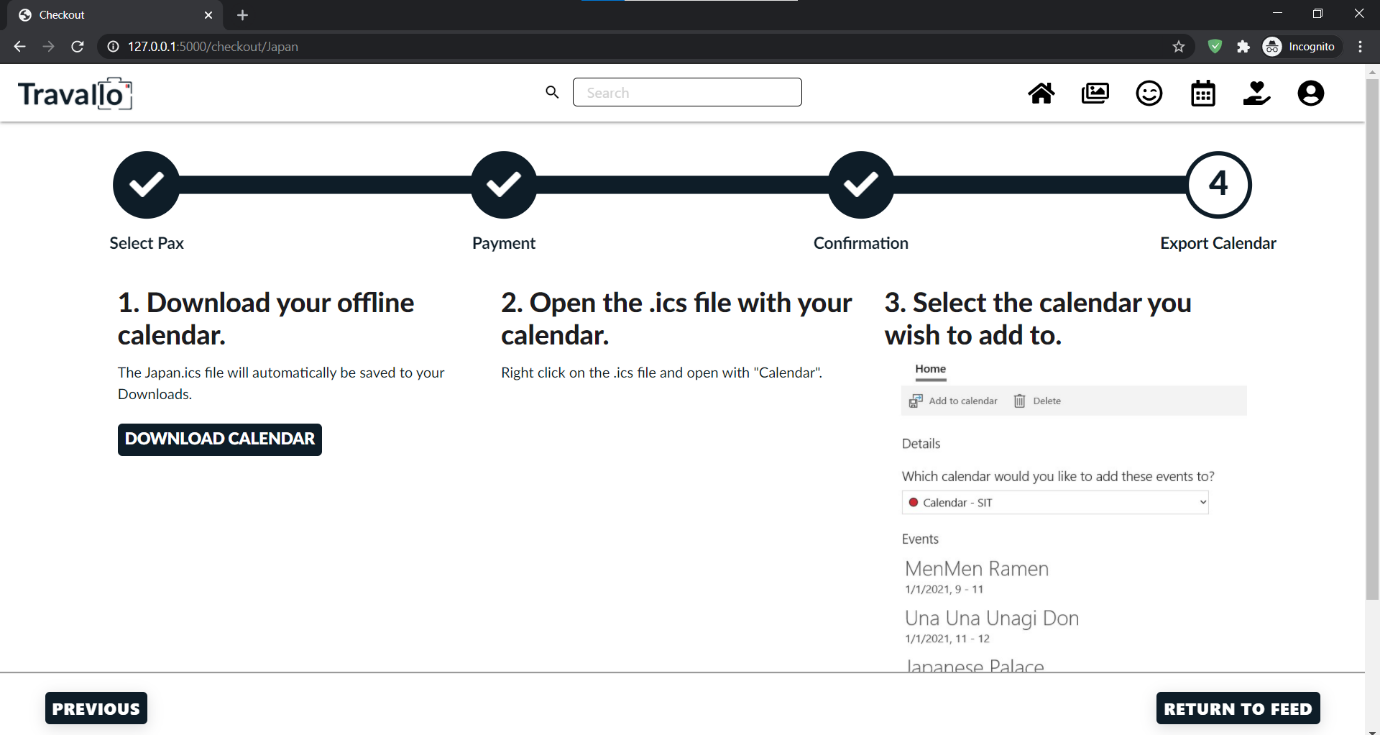 Checkout
127.0.0.1:5000/checkout/Japan
Incognito
Travallo
Search
4
Select Pax
Payment
Confirmation
Export Calendar
1. Download your offline
calendar.
The Japan.ics file will automatically be saved to your
Downloads.
DOWNLOAD CALENDAR
2. Open the .ics file with your
calendar.
Right click on the .ics file and open with "Calendar".
3. Select the calendar you
wish to add to.
Home
Add to calendar
Delete
Details
Which calendar would you like to add these events to?
Calendar - SIT
Events
MenMen Ramen
1/1/2021, 9 - 11
Una Una Unagi Don
1/1/2021, 11 - 12
Japanese Palace
PREVIOUS
RETURN TO FEED